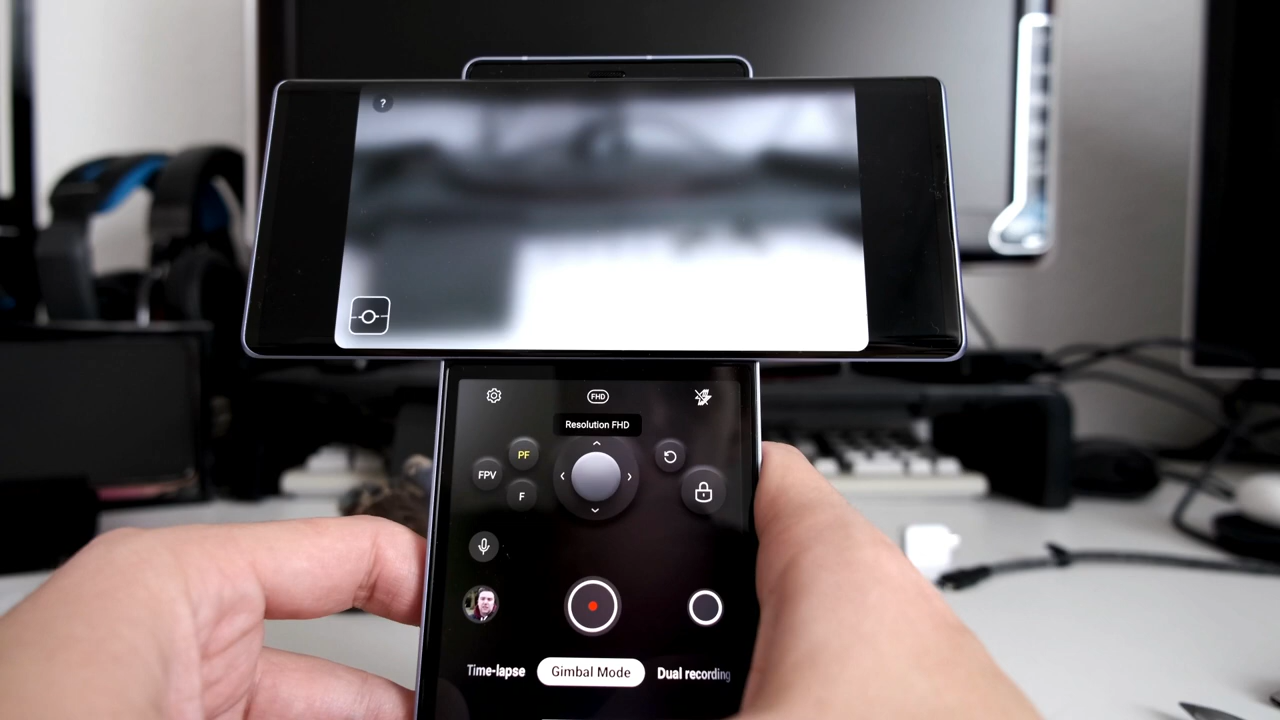 ?
FHD
Resolution FHD
PF
FPV
F
Time-lapse
Gimbal Mode
Dual recording